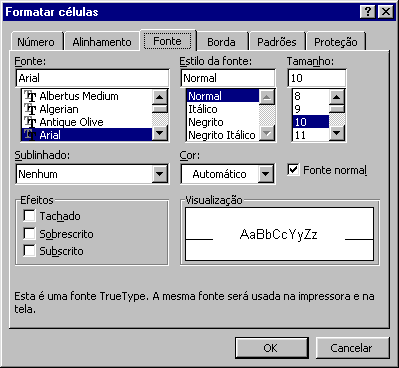 Formatar células
Número Alinhamento Fonte Borda Padrões Proteção
Fonte: Estilo da fonte: Tamanho:
Arial Normal 10
Albertus Medium Normal 8
Algerian Itálico 9
Antique Olive Negrito 10
Arial Negrito Itálico 11
Sublinhado: Cor:
Nenhum Automático Fonte normal
Efeitos Visualização
Tachado
Sobrescrito AaBbCcYyZz
Subscrito
Esta é uma fonte TrueType. A mesma fonte será usada na impressora e na
tela.
OK Cancelar